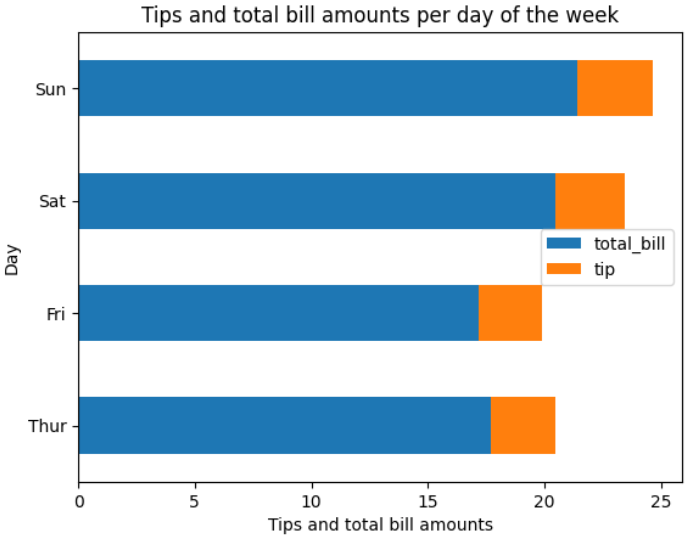 Tips and total bill amounts per day of the week
Sun
Sat
Day
total_bill
tip
Fri
Thur
0 5 10 15 20 25
Tips and total bill amounts